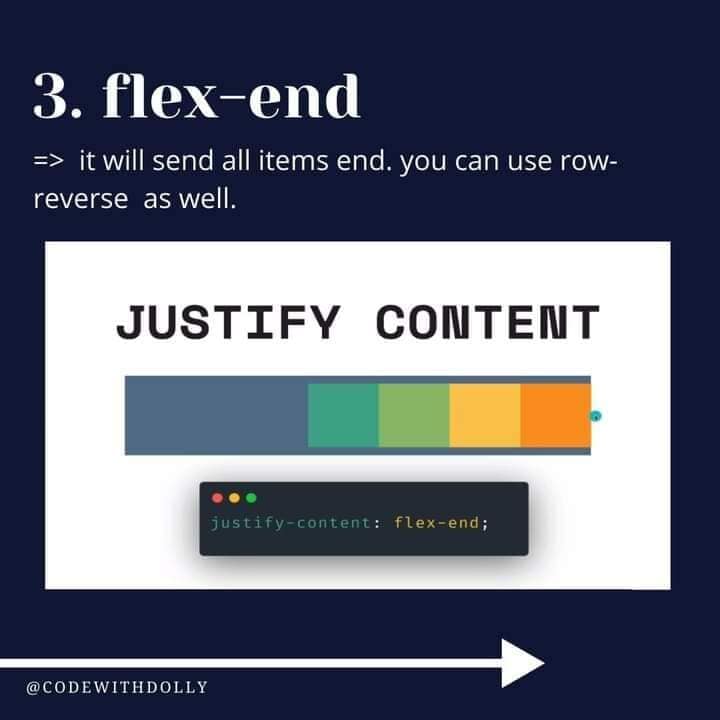 3. flex-end
=> it will send all items end. you can use row-
reverse as well.
JUSTIFY CONTENT
justify-content: flex-end;
@CODEWITHDOLLY